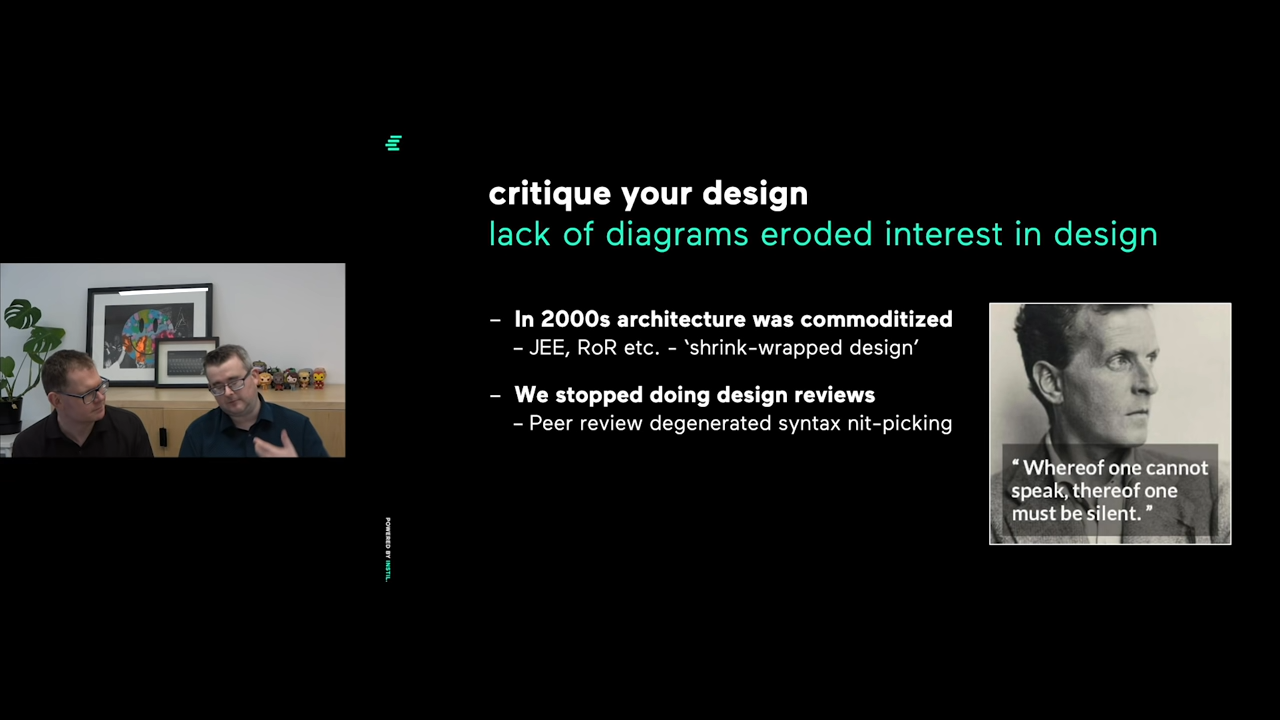 critique your design
lack of diagrams eroded interest in design
– In 2000s architecture was commoditized
– JEE, RoR etc. - ‘shrink-wrapped design’
– We stopped doing design reviews
– Peer review degenerated syntax nit-picking
“ Whereof one cannot
speak, thereof one
must be silent. ”
POWERED BY INSTIL.